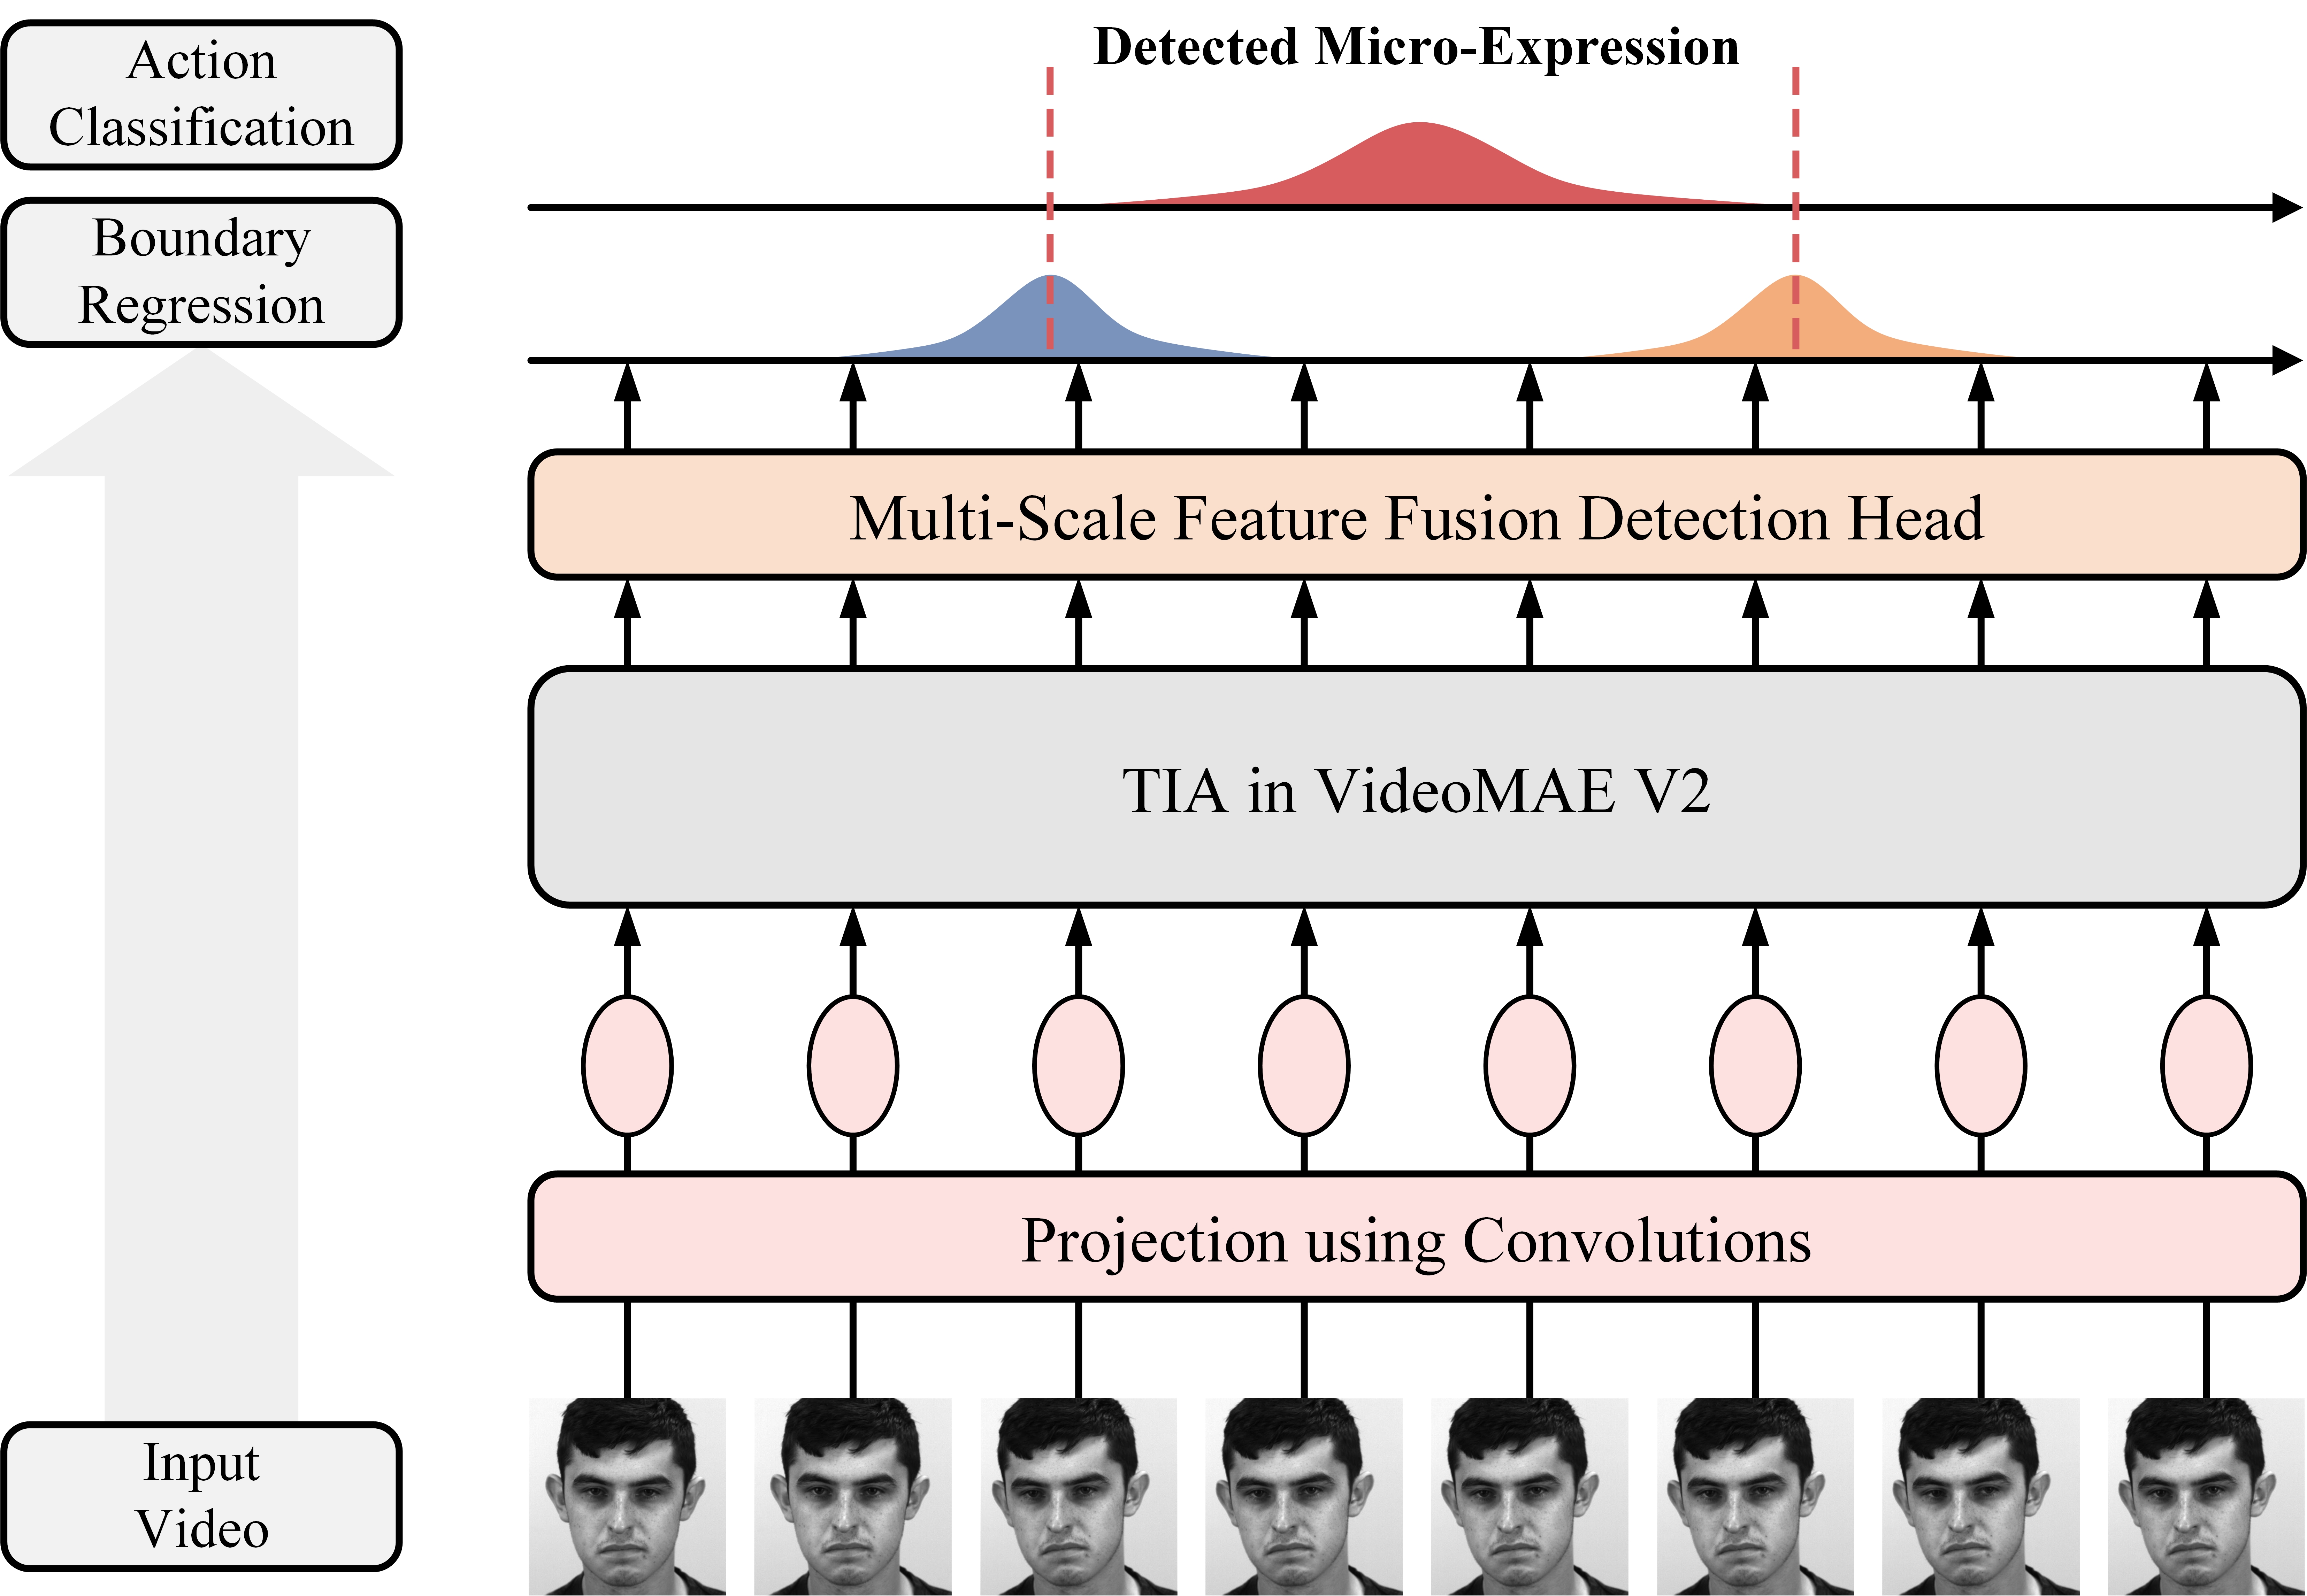 Action
Classification
Detected Micro-Expression
Boundary
Regression
Multi-Scale Feature Fusion Detection Head
TIA in VideoMAE V2
Projection using Convolutions
Input
Video